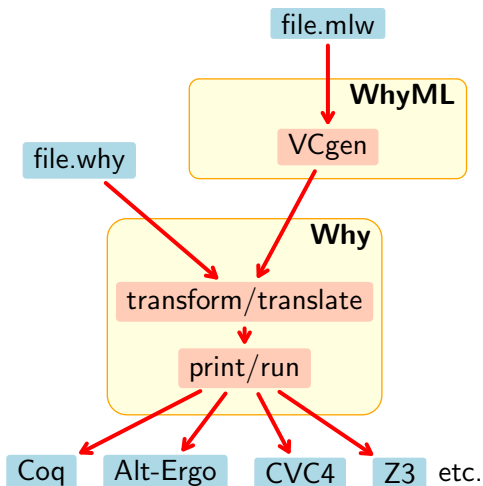 file.mlw
WhyML
VCgen
file.why
Why
transform/translate
print/run
Coq Alt-Ergo CVC4 Z3 etc.